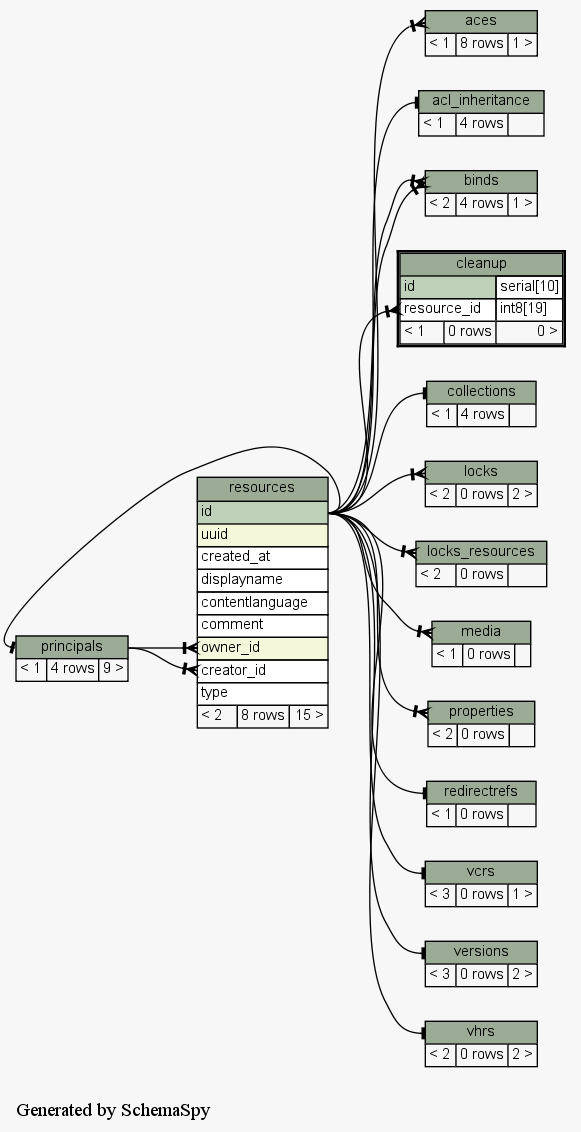 aces
< 1 8 rows 1 >
acl_inheritance
< 1 4 rows
binds
< 2 4 rows 1 >
cleanup
id serial[10]
resource_id int8[19]
< 1 0 rows 0 >
collections
< 1 4 rows
resources
id
uuid
created_at
displayname
contentlanguage
comment
owner_id
creator_id
type
< 2 8 rows 15 >
locks
< 2 0 rows 2 >
locks_resources
< 2 0 rows
principals
< 1 4 rows 9 >
media
< 1 0 rows
properties
< 2 0 rows
redirectrefs
< 1 0 rows
vcrs
< 3 0 rows 1 >
versions
< 3 0 rows 2 >
vhrs
< 2 0 rows 2 >
Generated by SchemaSpy